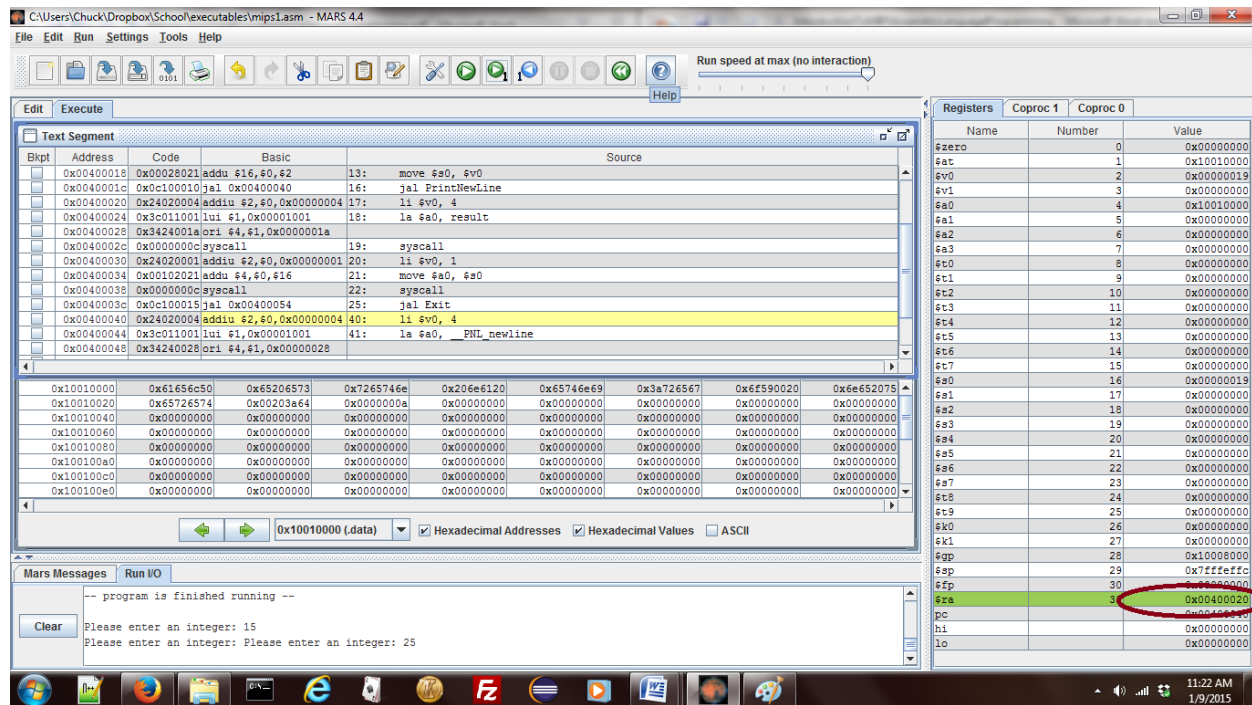 C:\Users\Chuck\Dropbox\School\executables\mips1.asm - MARS 4.4
File Edit Run Settings Tools Help
Run speed at max (no interaction)
Help
Edit Execute
Text Segment
Bkpt Address Code Basic Source
0x00400018 0x00028021 addu $16,$0,$2 13: move $s0, $v0
0x0040001c 0x0c100010 jal 0x00400040 16: jal PrintNewLine
0x00400020 0x24020004 addiu $2,$0,0x00000004 17: li $v0, 4
0x00400024 0x3c011001 lui $1,0x00001001 18: la $a0, result
0x00400028 0x3424001a ori $4,$1,0x0000001a
0x0040002c 0x0000000c syscall 19: syscall
0x00400030 0x24020001 addiu $2,$0,0x00000001 20: li $v0, 1
0x00400034 0x00102021 addu $4,$0,$16 21: move $a0, $s0
0x00400038 0x0000000c syscall 22: syscall
0x0040003c 0x0c100015 jal 0x00400054 25: jal Exit
0x00400040 0x24020004 addiu $2,$0,0x00000004 40: li $v0, 4
0x00400044 0x3c011001 lui $1,0x00001001 41: la $a0, __PNL_newline
0x00400048 0x34240028 ori $4,$1,0x00000028
0x10010000 0x61656c50 0x65206573 0x7265746e 0x206e6120 0x65746e69 0x3a726567 0x6f590020 0x6e652075
0x10010020 0x65726574 0x00203a64 0x0000000a 0x00000000 0x00000000 0x00000000 0x00000000 0x00000000
0x10010040 0x00000000 0x00000000 0x00000000 0x00000000 0x00000000 0x00000000 0x00000000 0x00000000
0x10010060 0x00000000 0x00000000 0x00000000 0x00000000 0x00000000 0x00000000 0x00000000 0x00000000
0x10010080 0x00000000 0x00000000 0x00000000 0x00000000 0x00000000 0x00000000 0x00000000 0x00000000
0x100100a0 0x00000000 0x00000000 0x00000000 0x00000000 0x00000000 0x00000000 0x00000000 0x00000000
0x100100c0 0x00000000 0x00000000 0x00000000 0x00000000 0x00000000 0x00000000 0x00000000 0x00000000
0x100100e0 0x00000000 0x00000000 0x00000000 0x00000000 0x00000000 0x00000000 0x00000000 0x00000000
0x10010000 (.data) Hexadecimal Addresses Hexadecimal Values ASCII
Mars Messages Run I/O
-- program is finished running --
Clear
Please enter an integer: 15
Please enter an integer: Please enter an integer: 25
Registers Coproc 1 Coproc 0
Name Number Value
$zero 0 0x00000000
$at 1 0x10010000
$v0 2 0x00000019
$v1 3 0x00000000
$a0 4 0x10010000
$a1 5 0x00000000
$a2 6 0x00000000
$a3 7 0x00000000
$t0 8 0x00000000
$t1 9 0x00000000
$t2 10 0x00000000
$t3 11 0x00000000
$t4 12 0x00000000
$t5 13 0x00000000
$t6 14 0x00000000
$t7 15 0x00000000
$s0 16 0x00000019
$s1 17 0x00000000
$s2 18 0x00000000
$s3 19 0x00000000
$s4 20 0x00000000
$s5 21 0x00000000
$s6 22 0x00000000
$s7 23 0x00000000
$t8 24 0x00000000
$t9 25 0x00000000
$k0 26 0x00000000
$k1 27 0x00000000
$gp 28 0x10008000
$sp 29 0x7fffeffc
$fp 30 0x00000000
$ra 0x00400020
pc
hi 0x00000000
lo 0x00000000
11:22 AM
1/9/2015